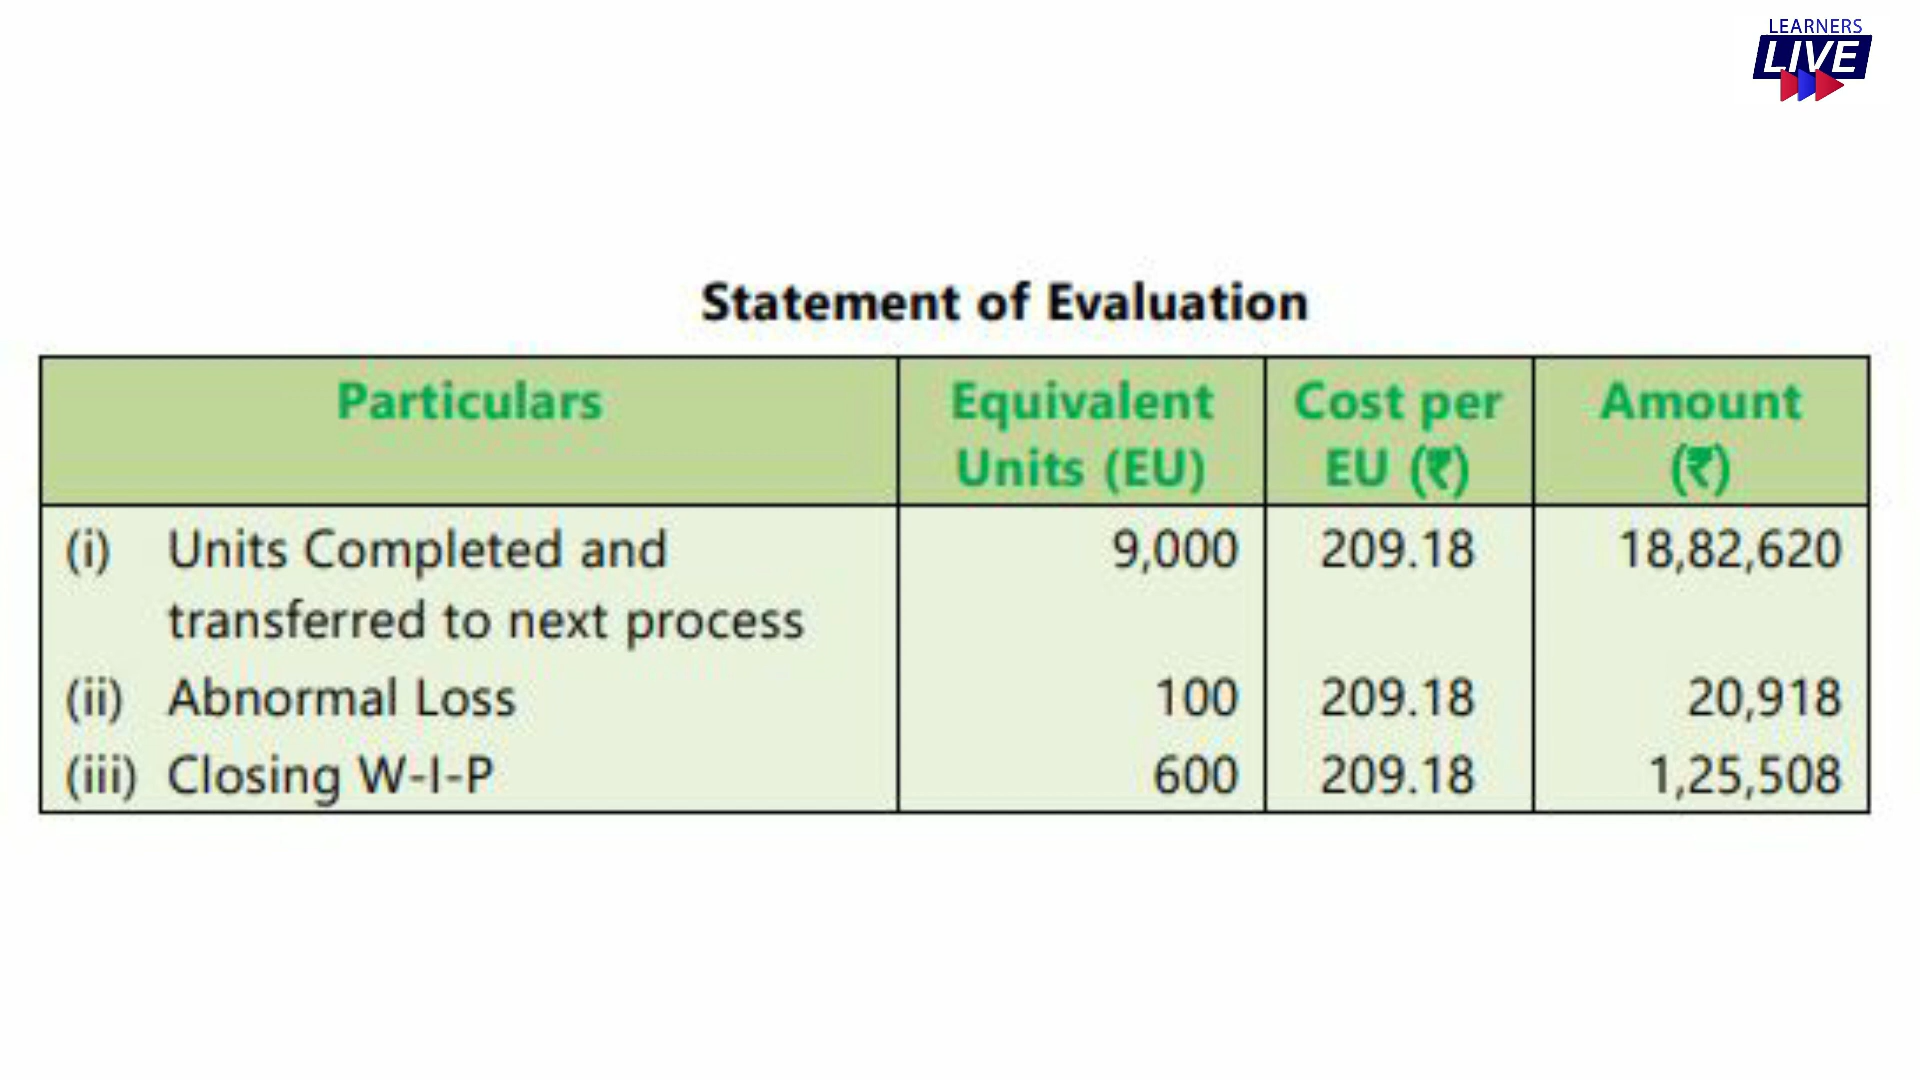 LEARNERS
LIVE
Statement of Evaluation
Particulars Equivalent Units (EU) Cost per EU (₹) Amount (₹)
(i) Units Completed and 9,000 209.18 18,82,620
transferred to next process
(ii) Abnormal Loss 100 209.18 20,918
(iii) Closing W-I-P 600 209.18 1,25,508